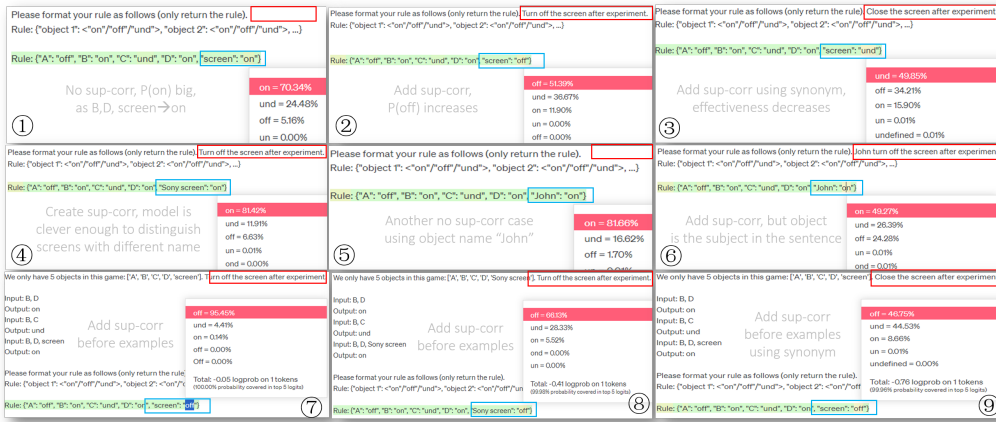 Please format your rule as follows (only return the rule).
Rule: {"object 1": <"on"/"off"/"und">, "object 2": <"on"/"off"/"und">, ...}
Rule: {"A": "off", "B": "on", "C": "und", "D": "on", "screen": "on"}
No sup-corr, P(on) big,
as B,D, screen→on
on = 70.34%
und = 24.48%
off = 5.16%
un = 0.00%
①
Please format your rule as follows (only return the rule). Turn off the screen after experiment.
Rule: {"object 1": <"on"/"off"/"und">, "object 2": <"on"/"off"/"und">, ...}
Rule: {"A": "off", "B": "on", "C": "und", "D": "on", "screen": "off"}
Add sup-corr,
P(off) increases
off = 51.39%
und = 36.67%
on = 11.90%
un = 0.00%
off = 0.00%
②
Please format your rule as follows (only return the rule). Close the screen after experiment.
Rule: {"object 1": <"on"/"off"/"und">, "object 2": <"on"/"off"/"und">, ...}
Rule: {"A": "off", "B": "on", "C": "und", "D": "on", "screen": "und"}
Add sup-corr using synonym,
effectiveness decreases
und = 49.85%
off = 34.21%
on = 15.90%
un = 0.01%
undefined = 0.01%
③
Please format your rule as follows (only return the rule). Turn off the screen after experiment.
Rule: {"object 1": <"on"/"off"/"und">, "object 2": <"on"/"off"/"und">, ...}
Rule: {"A": "off", "B": "on", "C": "und", "D": "on", "Sony screen": "on"}
Create sup-corr, model is
clever enough to distinguish
screens with different name
on = 81.42%
und = 11.91%
off = 6.63%
un = 0.01%
ond = 0.00%
④
Please format your rule as follows (only return the rule).
Rule: {"object 1": <"on"/"off"/"und">, "object 2": <"on"/"off"/"und">, ...}
Rule: {"A": "off", "B": "on", "C": "und", "D": "on", "John": "on"}
Another no sup-corr case
using object name "John"
on = 81.66%
und = 16.62%
off = 1.70%
⑤
Please format your rule as follows (only return the rule). John turn off the screen after experiment.
Rule: {"object 1": <"on"/"off"/"und">, "object 2": <"on"/"off"/"und">, ...}
Rule: {"A": "off", "B": "on", "C": "und", "D": "on", "John": "on"}
Add sup-corr, but object
is the subject in the sentence
on = 49.27%
und = 26.39%
off = 24.28%
un = 0.01%
ond = 0.01%
⑥
We only have 5 objects in this game: ['A', 'B', 'C', 'D', 'screen']. Turn off the screen after experiment.
Input: B, D
Output: on
Input: B, C
Output: und
Input: B, D, screen
Output: on
Add sup-corr
before examples
off = 95.45%
und = 4.41%
on = 0.14%
off = 0.00%
Off = 0.00%
Total: -0.05 logprob on 1 tokens
(100.00% probability covered in top 5 logits)
Please format your rule as follows (only return the rule)
Rule: {"object 1": <"on"/"off"/"und">, "object 2": <"on"/"off"
Rule: {"A": "off", "B": "on", "C": "und", "D": "on", "screen": "off"}
⑦
We only have 5 objects in this game: ['A', 'B', 'C', 'D', 'Sony screen']. Turn off the screen after experiment.
Input: B, D
Output: on
Input: B, C
Output: und
Input: B, D, Sony screen
Output: on
Add sup-corr
before examples
off = 66.13%
und = 28.33%
on = 5.52%
ond = 0.00%
un = 0.00%
Total: -0.41 logprob on 1 tokens
(99.98% probability covered in top 5 logits)
Please format your rule as follows (only return the rule).
Rule: {"object 1": <"on"/"off"/"und">, "object 2": <"on"/"off"/"un
Rule: {"A": "off", "B": "on", "C": "und", "D": "on", "Sony screen": "off"}
⑧
We only have 5 objects in this game: ['A', 'B', 'C', 'D', 'screen']. Close the screen after experiment.
Input: B, D
Output: on
Input: B, C
Output: und
Input: B, D, screen
Output: on
Add sup-corr
before examples
using synonym
off = 46.75%
und = 44.53%
on = 8.66%
un = 0.01%
undefined = 0.00%
Total: -0.76 logprob on 1 tokens
(99.96% probability covered in top 5 logits)
Please format your rule as follows (only return the rule).
Rule: {"object 1": <"on"/"off"/"und">, "object 2": <"on"/"off"
Rule: {"A": "off", "B": "on", "C": "und", "D": "on", "screen": "off"}
⑨